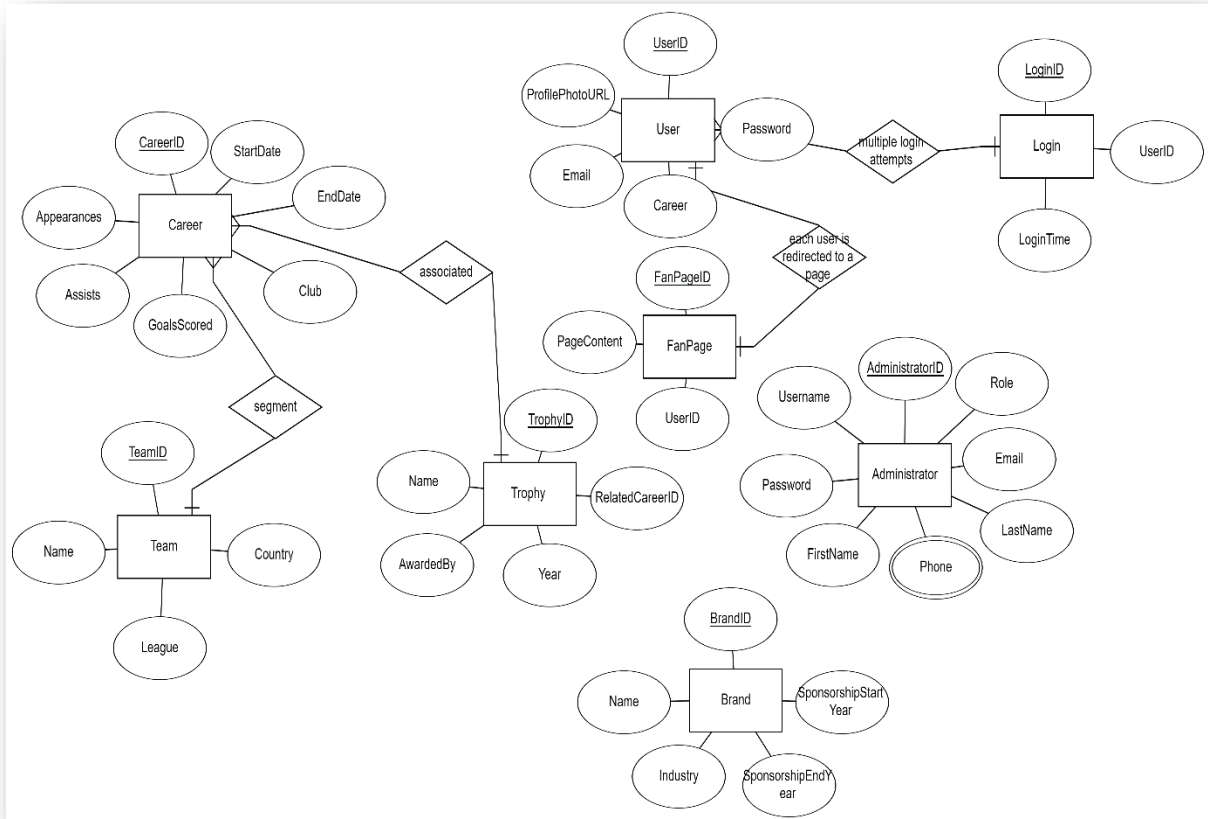 UserID
ProfilePhotoURL
User
Password
Email
Career
multiple login
attempts
LoginID
Login
UserID
LoginTime
CareerID
StartDate
EndDate
Appearances
Career
Assists
GoalsScored
Club
associated
segment
each user is
redirected to a
page
FanPageID
PageContent
FanPage
UserID
TeamID
Name
Team
Country
League
TrophyID
Name
Trophy
RelatedCareerID
AwardedBy
Year
AdministratorID
Username
Role
Administrator
Email
Password
LastName
FirstName
Phone
BrandID
Name
Brand
SponsorshipStart
Year
Industry
SponsorshipEndY
ear